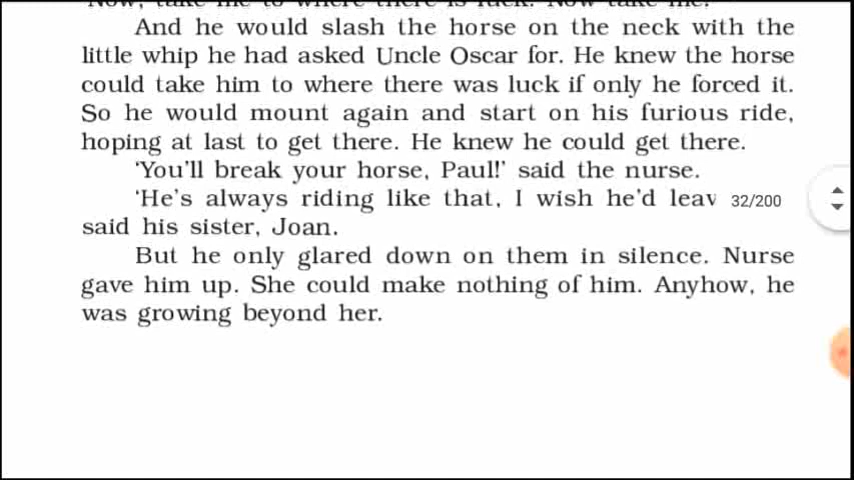 And he would slash the horse on the neck with the
little whip he had asked Uncle Oscar for. He knew the horse
could take him to where there was luck if only he forced it.
So he would mount again and start on his furious ride,
hoping at last to get there. He knew he could get there.
'You'll break your horse, Paul!' said the nurse.
'He's always riding like that, I wish he'd 32/200
said his sister, Joan.
But he only glared down on them in silence. Nurse
gave him up. She could make nothing of him. Anyhow, he
was growing beyond her.